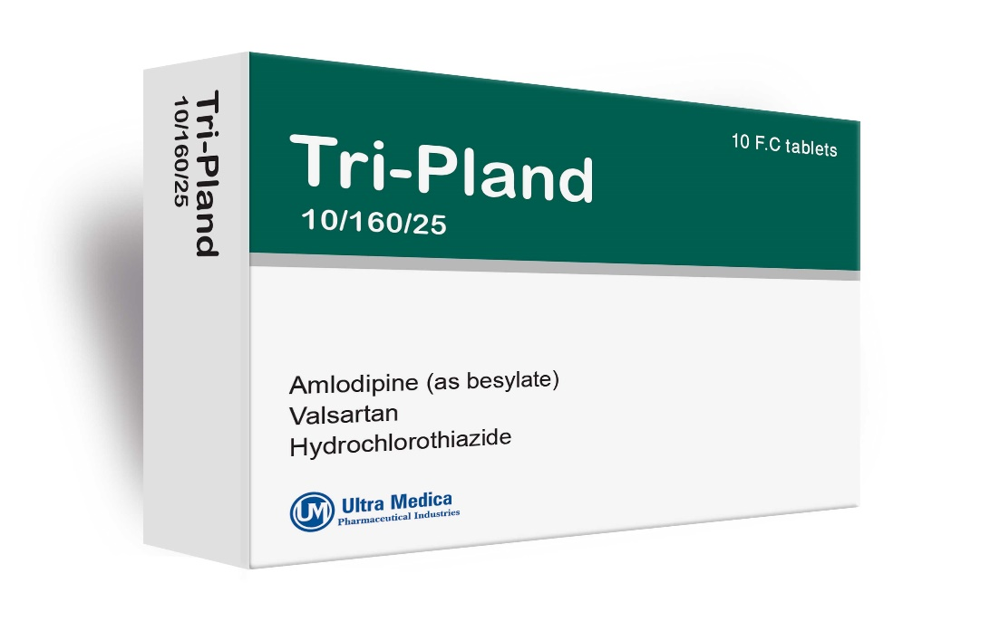 Tri-Pland
10/160/25
10 F.C tablets
Tri-Pland
10/160/25
Amlodipine (as besylate)
Valsartan
Hydrochlorothiazide
UM
Ultra Medica
Pharmaceutical Industries